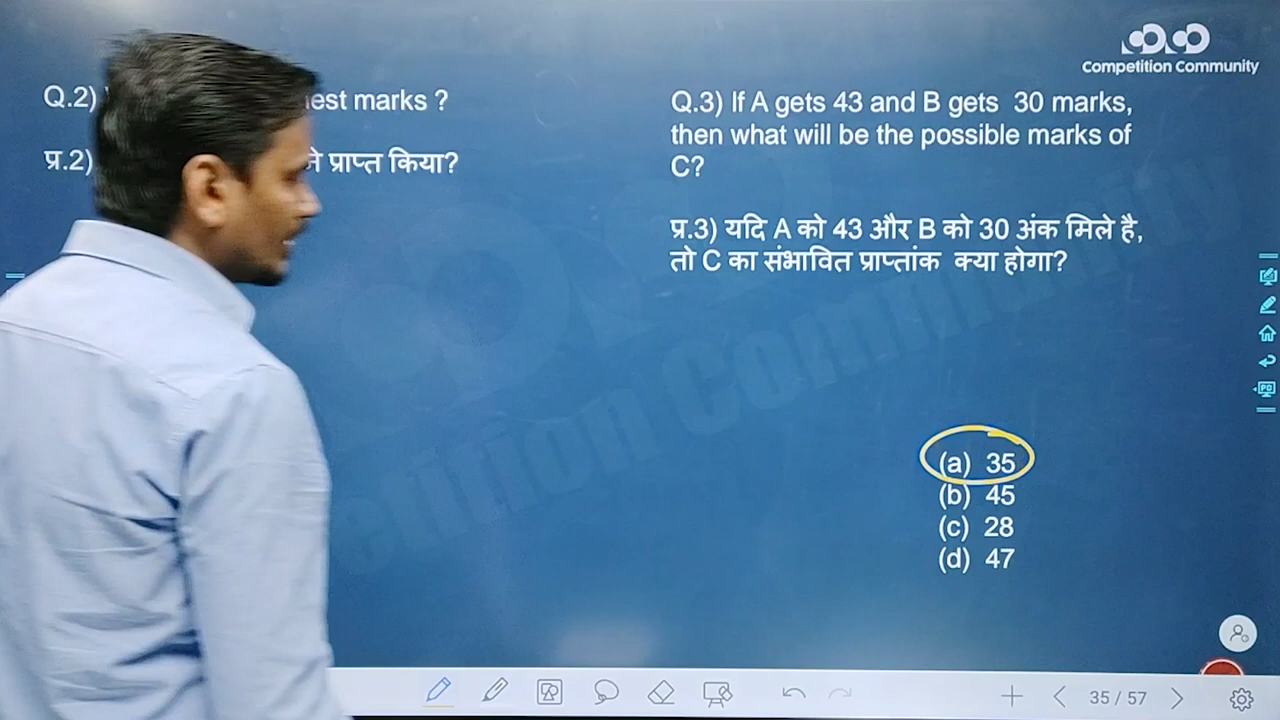 Competition Community
Q.2) est marks ?
प्र.2) ने प्राप्त किया?
Q.3) If A gets 43 and B gets 30 marks,
then what will be the possible marks of
C?
प्र.3) यदि A को 43 और B को 30 अंक मिले है,
तो C का संभावित प्राप्तांक क्या होगा?
(a) 35
(b) 45
(c) 28
(d) 47
35 / 57